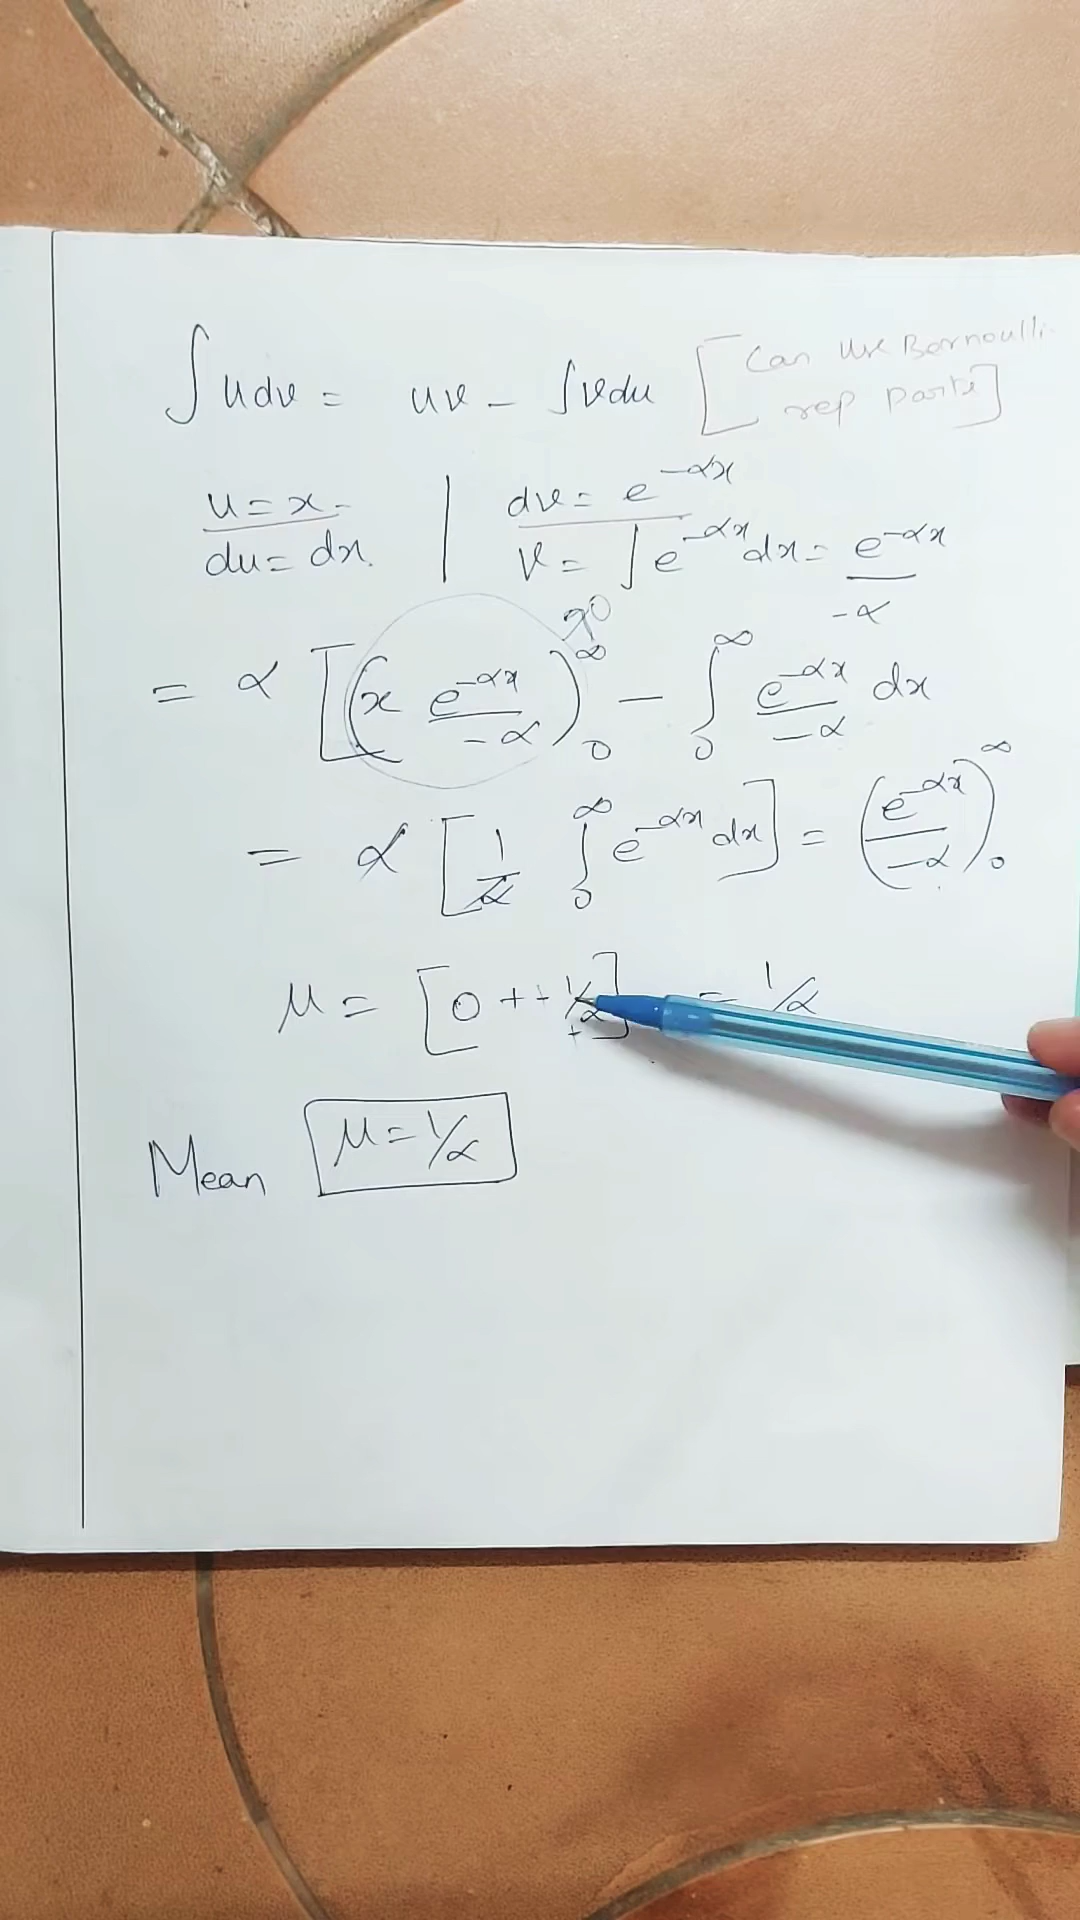 ∫udv = uv - ∫vdu [Can use Bernoulli rep parts]
u = x | dv = e^-αx
du = dx. | v = ∫e^-αx dx = e^-αx/-α
= α [(x e^-αx/-α)₀^∞ →0 - ∫₀^∞ e^-αx/-α dx
= α [1/α ∫₀^∞ e^-αx dx] = (e^-αx/-α)₀^∞
μ = [0 + + 1/α] = 1/α
Mean μ = 1/α